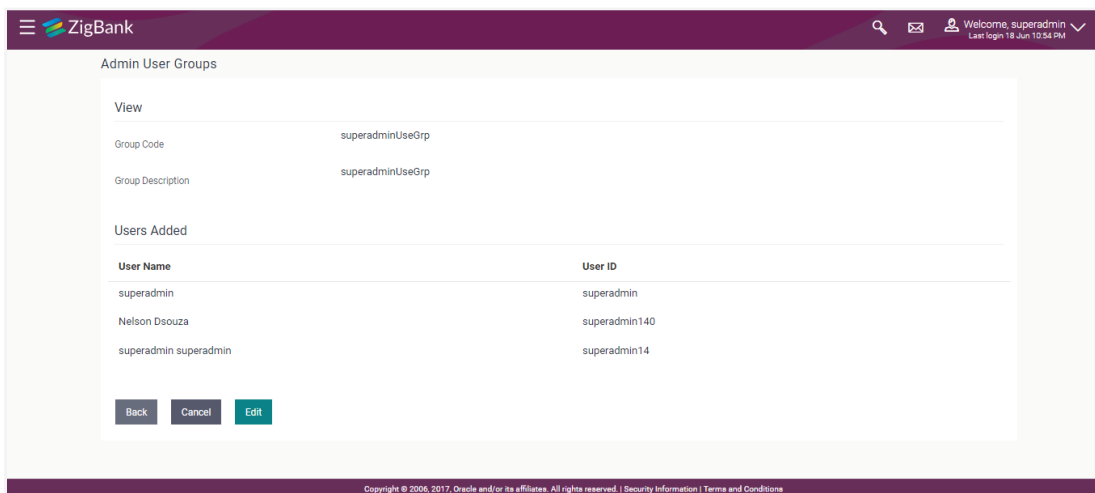 ZigBank
Welcome, superadmin
Last login 18 Jun 10:54 PM
Admin User Groups
View
Group Code superadminUseGrp
Group Description superadminUseGrp
Users Added
User Name User ID
superadmin superadmin
Nelson Dsouza superadmin140
superadmin superadmin superadmin14
Back Cancel Edit
Copyright © 2006, 2017, Oracle and/or its affiliates. All rights reserved. | Security Information | Terms and Conditions